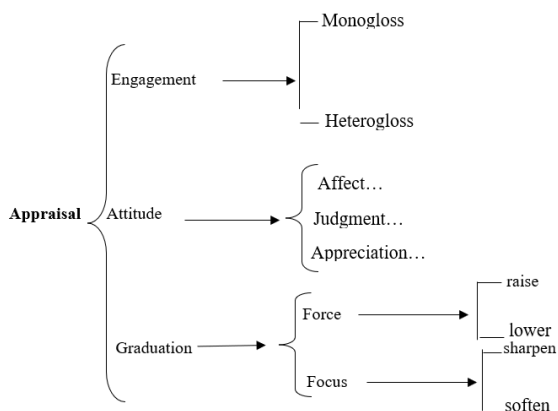 Monogloss
Engagement
Heterogloss
Affect…
Appraisal
Attitude
Judgment…
Appreciation…
raise
Force
lower
Graduation
sharpen
Focus
soften